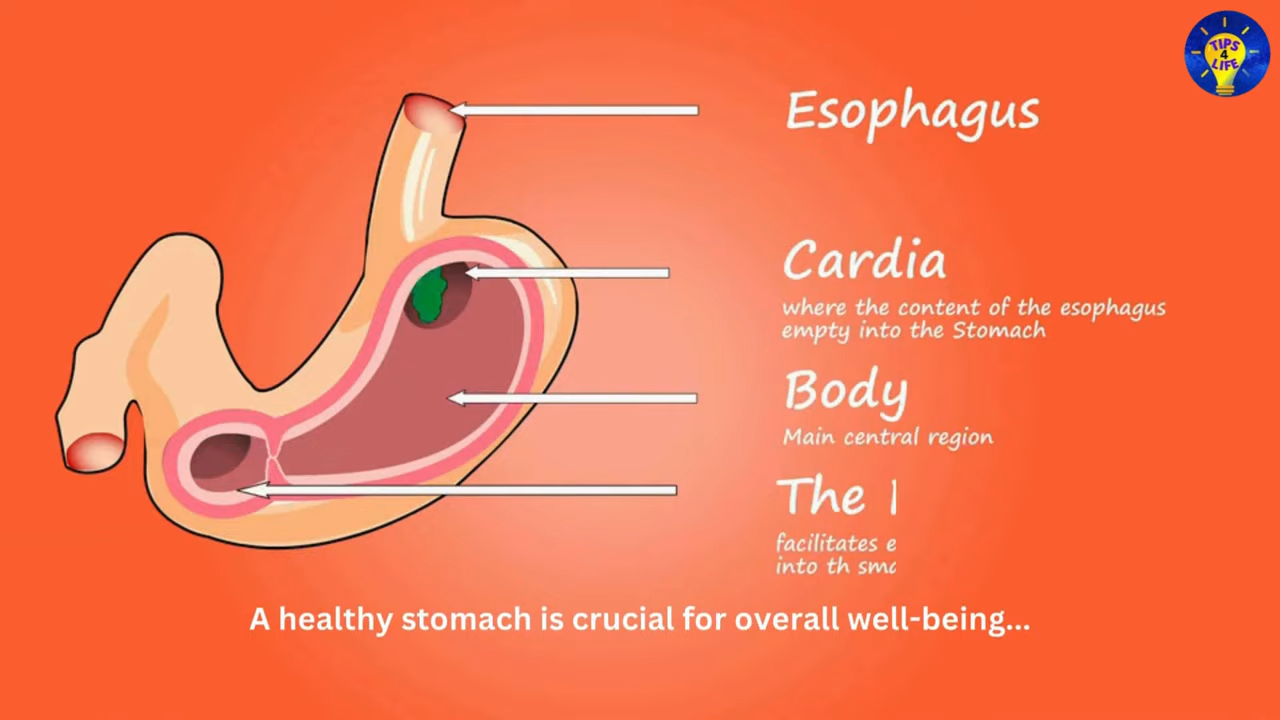 TIPS
4
LIFE
Esophagus
Cardia
where the content of the esophagus
empty into the Stomach
Body
Main central region
The
facilitates
into th
A healthy stomach is crucial for overall well-being...